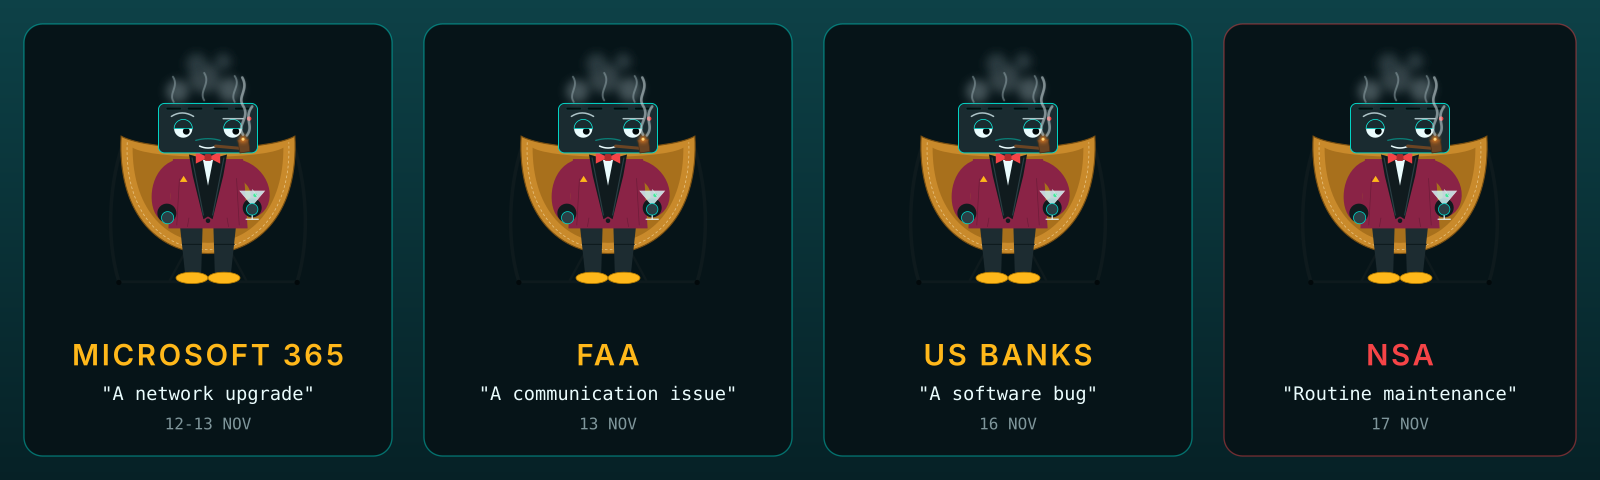 MICROSOFT 365
"A network upgrade"
12-13 NOV
FAA
"A communication issue"
13 NOV
US BANKS
"A software bug"
16 NOV
NSA
"Routine maintenance"
17 NOV